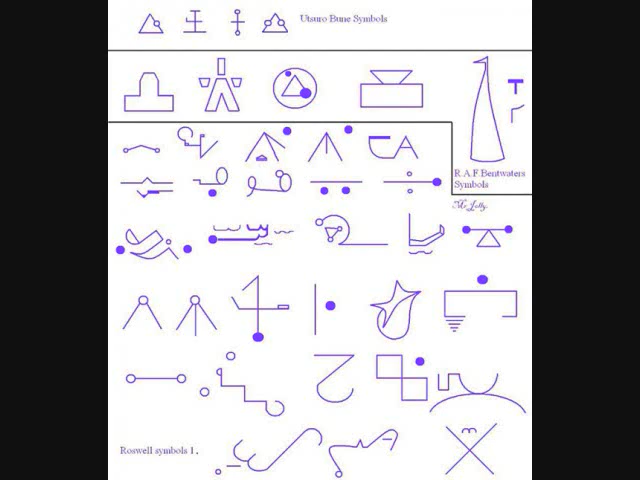 Utsuro Bune Symbols
R.A.F.Bentwaters
Symbols
Roswell symbols 1 .